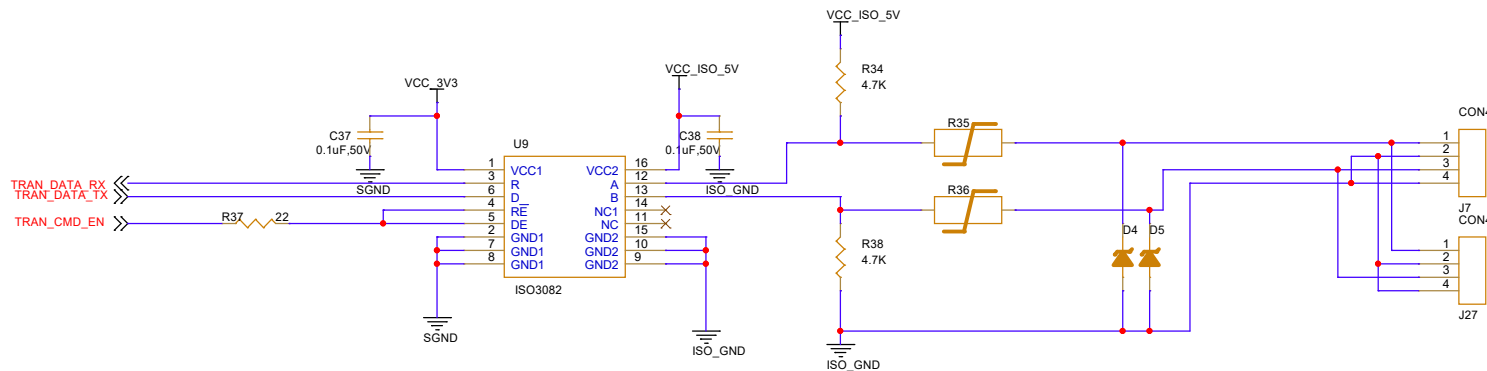 VCC_ISO_5V
R34
4.7K
VCC_ISO_5V
VCC_3V3
C37
0.1uF,50V
SGND
U9
C38
0.1uF,50V
ISO_GND
R35
CON4
1
2
3
4
J7
TRAN_DATA_RX
TRAN_DATA_TX
TRAN_CMD_EN
R37
22
1 VCC1
3 R
6 D
4 RE
5 DE
2 GND1
7 GND1
8 GND1
VCC2 16
A 12
B 13
NC1 14
NC 11
GND2 15
GND2 10
GND2 9
ISO3082
R36
R38
4.7K
D4
D5
CON4
1
2
3
4
J27
SGND
ISO_GND
ISO_GND